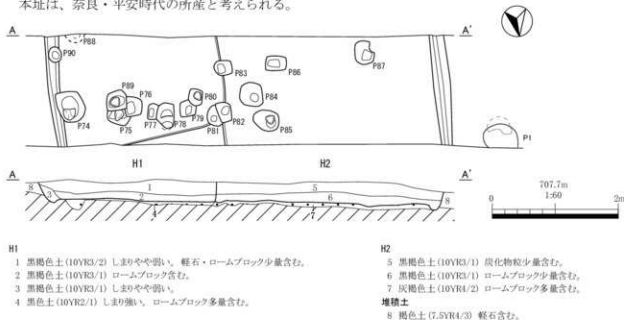 本址は、奈良・平安時代の所産と考えられる。
A A'
P88
P90
P83
P86
P87
P89
P76
P80
P84
P74
P75
P77
P78
P79
P81
P82
P85
P1
H1 H2
A A'
8 3 1 2 4 5 6 7 8
707.7m
0 1:60 2m
H1
1 黒褐色土(10YR3/2) しまりやや弱い。 軽石・ロームブロック少量含む。
2 黒褐色土(10YR3/1) ロームブロック含む。
3 黒褐色土(10YR3/1) しまりやや弱い。
4 黒色土(10YR2/1) しまり強い。 ロームブロック多量含む。
H2
5 黒褐色土(10YR3/1) 炭化物粒少量含む。
6 黒褐色土(10YR3/1) ロームブロック少量含む。
7 灰褐色土(10YR4/2) ロームブロック多量含む。
堆積土
8 褐色土(7.5YR4/3) 軽石含む。